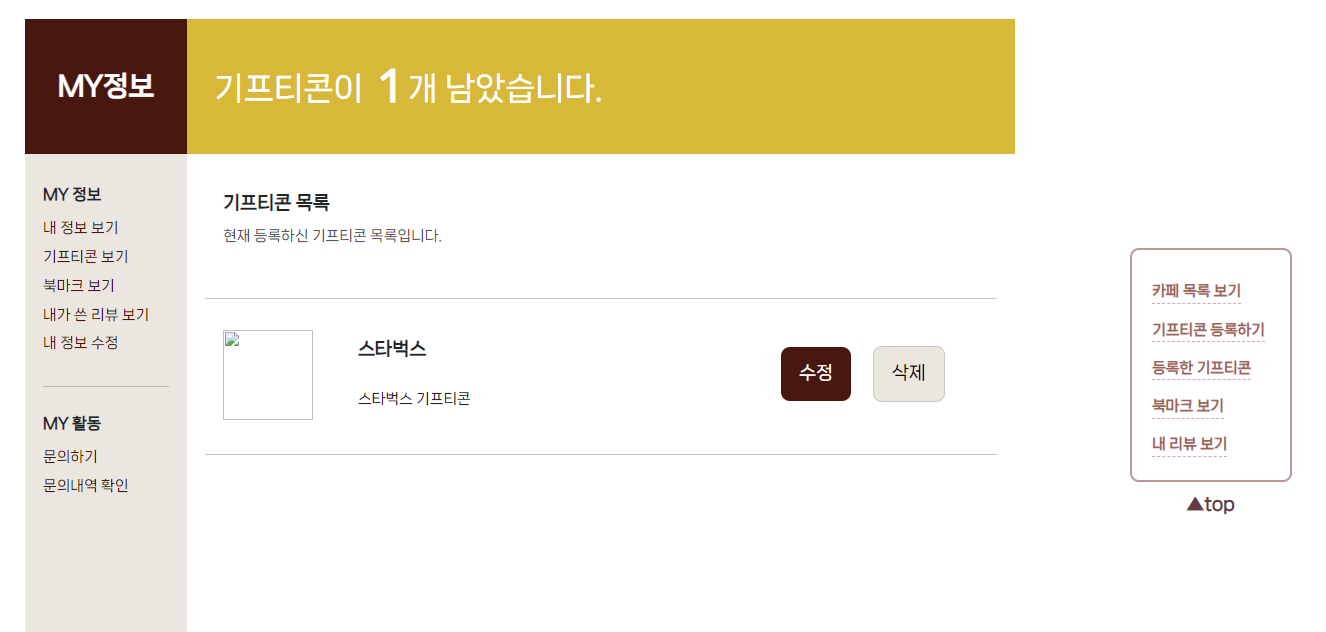 MY정보
기프티콘이 1 개 남았습니다.
MY 정보
내 정보 보기
기프티콘 보기
북마크 보기
내가 쓴 리뷰 보기
내 정보 수정
MY 활동
문의하기
문의내역 확인
기프티콘 목록
현재 등록하신 기프티콘 목록입니다.
스타벅스
스타벅스 기프티콘
수정
삭제
카페 목록 보기
기프티콘 등록하기
등록한 기프티콘
북마크 보기
내 리뷰 보기
▲top